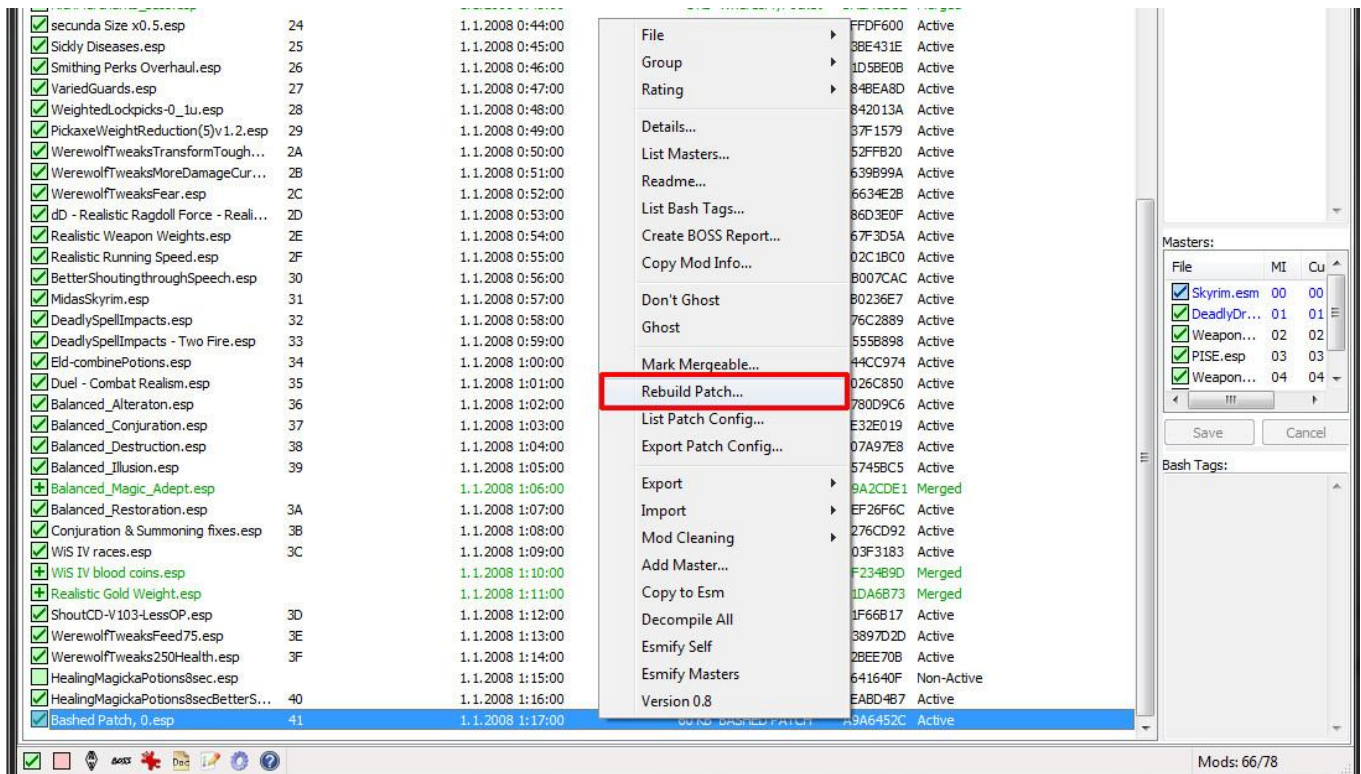 secunda Size x0.5.esp 24 1.1.2008 0:44:00 FFDF600 Active
Sickly Diseases.esp 25 1.1.2008 0:45:00 3BE431E Active
Smithing Perks Overhaul.esp 26 1.1.2008 0:46:00 1D5BE0B Active
VariedGuards.esp 27 1.1.2008 0:47:00 84BEA8D Active
WeightedLockpicks-0_1u.esp 28 1.1.2008 0:48:00 842013A Active
PickaxeWeightReduction(5)v1.2.esp 29 1.1.2008 0:49:00 37F1579 Active
WerewolfTweaksTransformTough... 2A 1.1.2008 0:50:00 52FFB20 Active
WerewolfTweaksMoreDamageCur... 2B 1.1.2008 0:51:00 639B99A Active
WerewolfTweaksFear.esp 2C 1.1.2008 0:52:00 6634E2B Active
dD - Realistic Ragdoll Force - Reali... 2D 1.1.2008 0:53:00 86D3E0F Active
Realistic Weapon Weights.esp 2E 1.1.2008 0:54:00 67F3D5A Active
Realistic Running Speed.esp 2F 1.1.2008 0:55:00 02C1BC0 Active
BetterShoutingthroughSpeech.esp 30 1.1.2008 0:56:00 B007CAC Active
MidasSkyrim.esp 31 1.1.2008 0:57:00 B0236E7 Active
DeadlySpellImpacts.esp 32 1.1.2008 0:58:00 76C2889 Active
DeadlySpellImpacts - Two Fire.esp 33 1.1.2008 0:59:00 555B898 Active
Eld-combinePotions.esp 34 1.1.2008 1:00:00 44CC974 Active
Duel - Combat Realism.esp 35 1.1.2008 1:01:00 026C850 Active
Balanced_Alteraton.esp 36 1.1.2008 1:02:00 780D9C6 Active
Balanced_Conjuration.esp 37 1.1.2008 1:03:00 E32E019 Active
Balanced_Destruction.esp 38 1.1.2008 1:04:00 07A97E8 Active
Balanced_Illusion.esp 39 1.1.2008 1:05:00 5745BC5 Active
Balanced_Magic_Adept.esp 1.1.2008 1:06:00 9A2CDE1 Merged
Balanced_Restoration.esp 3A 1.1.2008 1:07:00 EF26F6C Active
Conjuration & Summoning fixes.esp 3B 1.1.2008 1:08:00 276CD92 Active
WiS IV races.esp 3C 1.1.2008 1:09:00 03F3183 Active
WiS IV blood coins.esp 1.1.2008 1:10:00 F234B9D Merged
Realistic Gold Weight.esp 1.1.2008 1:11:00 1DA6B73 Merged
ShoutCD-V103-LessOP.esp 3D 1.1.2008 1:12:00 1F66B17 Active
WerewolfTweaksFeed75.esp 3E 1.1.2008 1:13:00 3897D2D Active
WerewolfTweaks250Health.esp 3F 1.1.2008 1:14:00 2BEE70B Active
HealingMagickaPotions8sec.esp 1.1.2008 1:15:00 641640F Non-Active
HealingMagickaPotions8secBetterS... 40 1.1.2008 1:16:00 EABD4B7 Active
Bashed Patch, 0.esp 41 1.1.2008 1:17:00 60 KB BASHED PATCH A9A6452C Active
File
Group
Rating
Details...
List Masters...
Readme...
List Bash Tags...
Create BOSS Report...
Copy Mod Info...
Don't Ghost
Ghost
Mark Mergeable...
Rebuild Patch...
List Patch Config...
Export Patch Config...
Export
Import
Mod Cleaning
Add Master...
Copy to Esm
Decompile All
Esmify Self
Esmify Masters
Version 0.8
Masters:
File MI Cu
Skyrim.esm 00 00
DeadlyDr... 01 01
Weapon... 02 02
PISE.esp 03 03
Weapon... 04 04
Save Cancel
Bash Tags:
BOSS Doc
Mods: 66/78